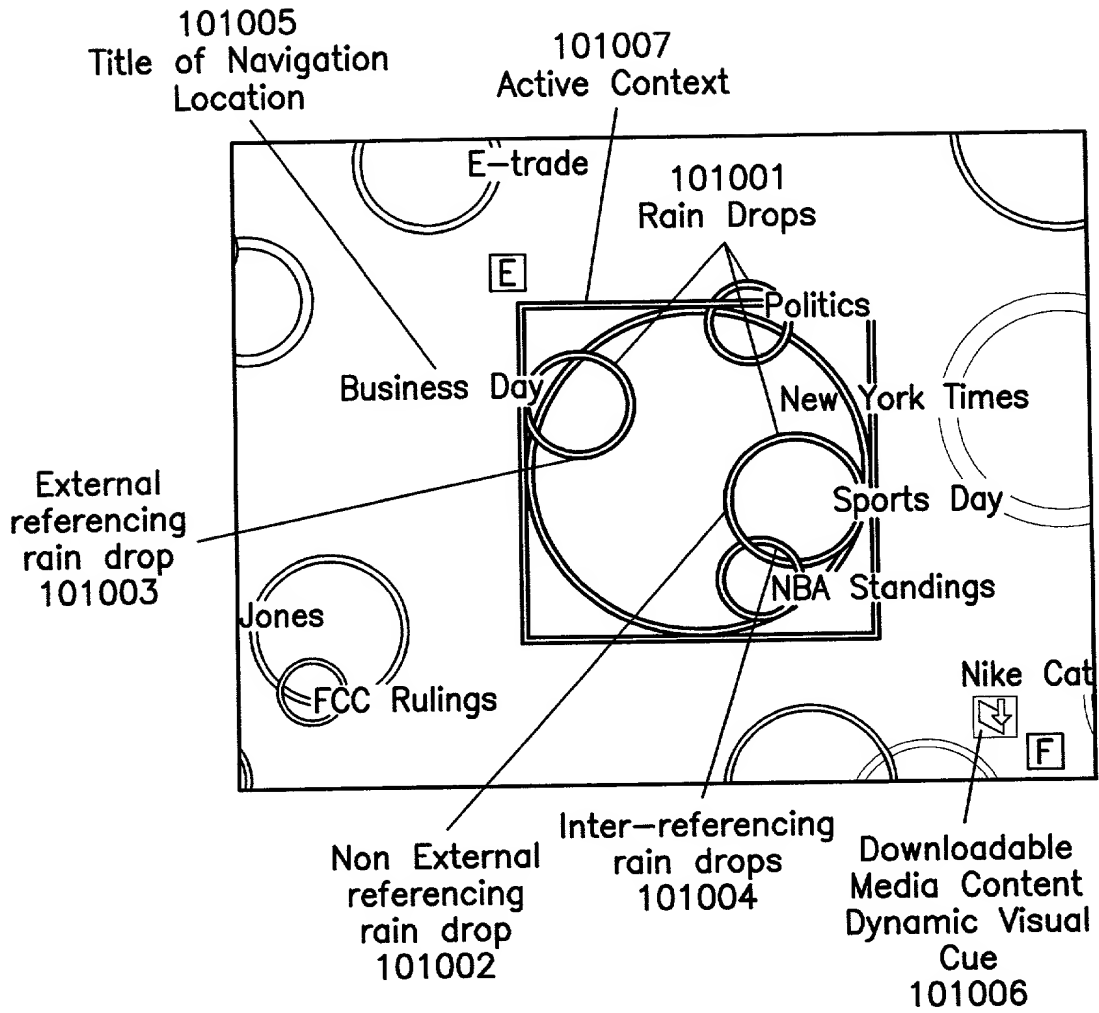 101005
Title of Navigation
Location
101007
Active Context
E-trade
101001
Rain Drops
E
Politics
Business Day
New York Times
External
referencing
rain drop
101003
Sports Day
NBA Standings
Jones
FCC Rulings
Nike Cat
F
Non External
referencing
rain drop
101002
Inter-referencing
rain drops
101004
Downloadable
Media Content
Dynamic Visual
Cue
101006